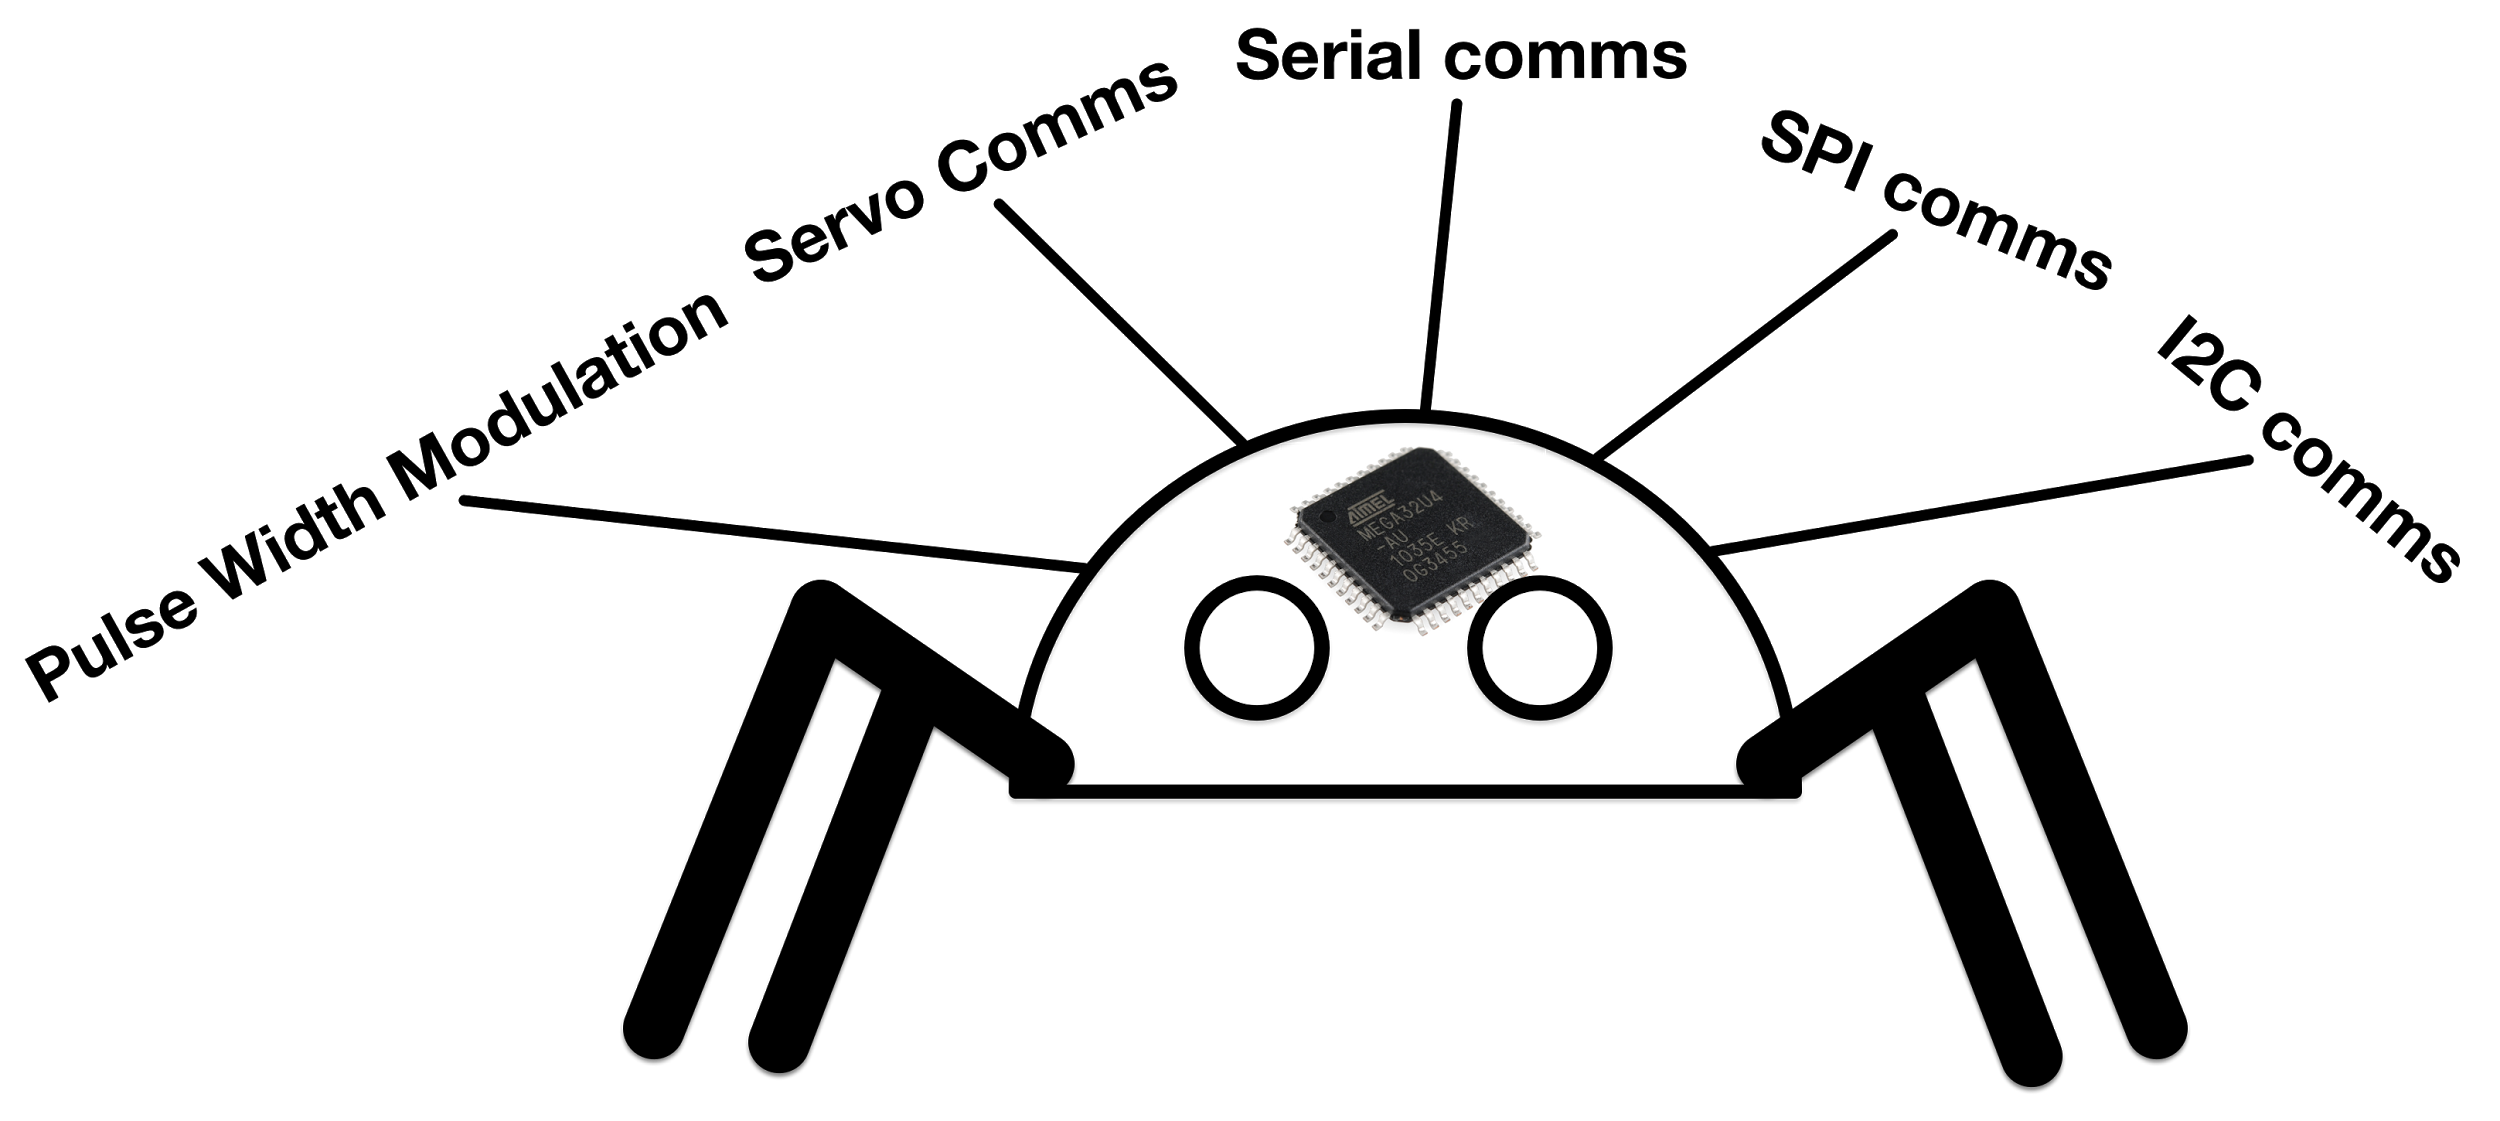 Pulse Width Modulation
Servo Comms
Serial comms
SPI comms
I2C comms
ATMEL
MEGA32U4
-AU
1035E KR
0G3455